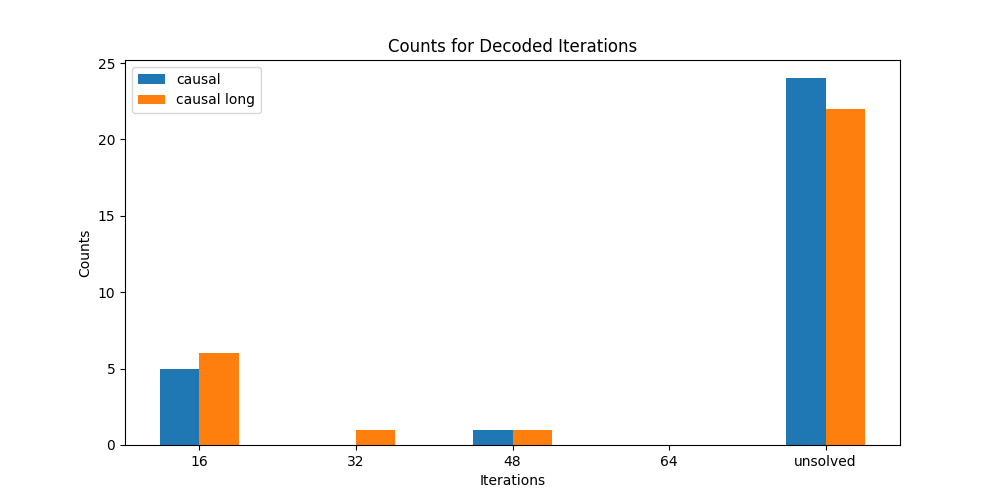 Counts for Decoded Iterations
causal
causal long
Counts
25
20
15
10
5
0
16
32
48
64
unsolved
Iterations